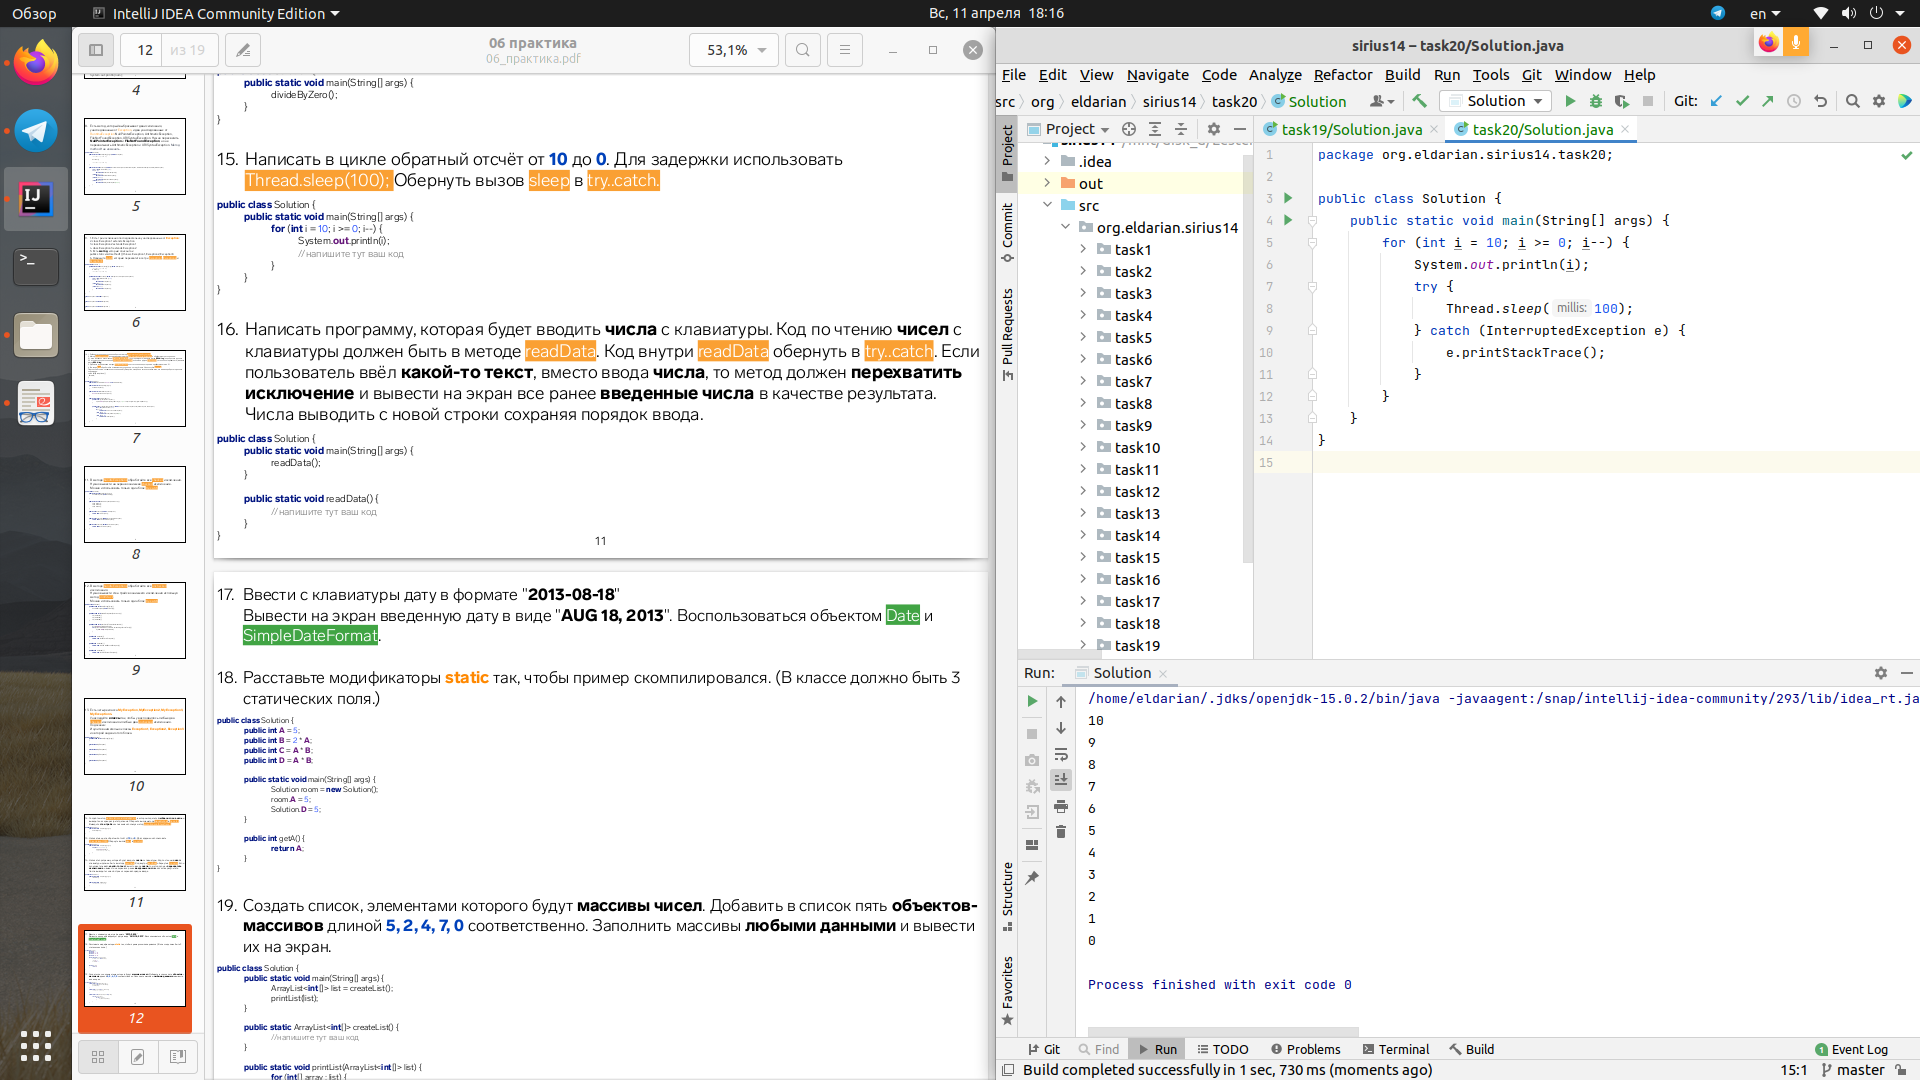 Обзор
IntelliJ IDEA Community Edition
Вс, 11 апреля 18:16
en
12 из 19
06 практика
06_практика.pdf
53,1%
4
5
6
7
8
9
10
11
12
public static void main(String[] args) {
divideByZero();
}
}
15. Написать в цикле обратный отсчёт от 10 до 0. Для задержки использовать
Thread.sleep(100); Обернуть вызов sleep в try..catch.
public class Solution {
public static void main(String[] args) {
for (int i = 10; i >= 0; i--) {
System.out.println(i);
//напишите тут ваш код
}
}
}
16. Написать программу, которая будет вводить числа с клавиатуры. Код по чтению чисел с
клавиатуры должен быть в методе readData. Код внутри readData обернуть в try..catch. Если
пользователь ввёл какой-то текст, вместо ввода числа, то метод должен перехватить
исключение и вывести на экран все ранее введенные числа в качестве результата.
Числа выводить с новой строки сохраняя порядок ввода.
public class Solution {
public static void main(String[] args) {
readData();
}
public static void readData() {
//напишите тут ваш код
}
}
11
17. Ввести с клавиатуры дату в формате "2013-08-18"
Вывести на экран введенную дату в виде "AUG 18, 2013". Воспользоваться объектом Date и
SimpleDateFormat.
18. Расставьте модификаторы static так, чтобы пример скомпилировался. (В классе должно быть 3
статических поля.)
public class Solution {
public int A = 5;
public int B = 2 * A;
public int C = A * B;
public int D = A * B;
public static void main(String[] args) {
Solution room = new Solution();
room.A = 5;
Solution.D = 5;
}
public int getA() {
return A;
}
}
19. Создать список, элементами которого будут массивы чисел. Добавить в список пять объектов-
массивов длиной 5, 2, 4, 7, 0 соответственно. Заполнить массивы любыми данными и вывести
их на экран.
public class Solution {
public static void main(String[] args) {
ArrayList<int[]> list = createList();
printList(list);
}
public static ArrayList<int[]> createList() {
//напишите тут ваш код
}
public static void printList(ArrayList<int[]> list) {
for (int[] array : list) {
sirius14 – task20/Solution.java
File Edit View Navigate Code Analyze Refactor Build Run Tools Git Window Help
src org eldarian sirius14 task20 Solution
Solution
Git:
Project
task19/Solution.java
task20/Solution.java
Project
Commit
Pull Requests
Structure
Favorites
.idea
out
src
org.eldarian.sirius14
task1
task2
task3
task4
task5
task6
task7
task8
task9
task10
task11
task12
task13
task14
task15
task16
task17
task18
task19
1 package org.eldarian.sirius14.task20;
2
3 public class Solution {
4 public static void main(String[] args) {
5 for (int i = 10; i >= 0; i--) {
6 System.out.println(i);
7 try {
8 Thread.sleep( millis: 100);
9 } catch (InterruptedException e) {
10 e.printStackTrace();
11 }
12 }
13 }
14 }
15
Run: Solution
/home/eldarian/.jdks/openjdk-15.0.2/bin/java -javaagent:/snap/intellij-idea-community/293/lib/idea_rt.ja
10
9
8
7
6
5
4
3
2
1
0
Process finished with exit code 0
Git Find Run TODO Problems Terminal Build
1 Event Log
Build completed successfully in 1 sec, 730 ms (moments ago)
15:1 master